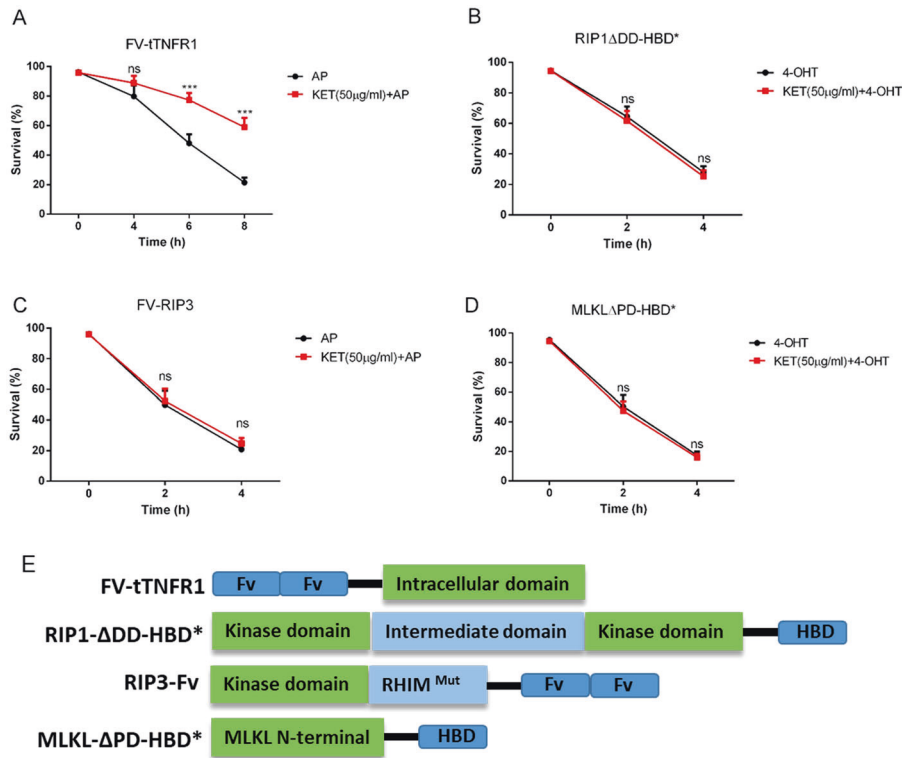 A
FV-tTNFR1
Survival (%)
100
80
60
40
20
0
ns
***
***
0
4
6
8
Time (h)
AP
KET(50μg/ml)+AP
B
RIP1ΔDD-HBD*
Survival (%)
100
80
60
40
20
0
ns
ns
0
2
4
Time (h)
4-OHT
KET(50μg/ml)+4-OHT
C
FV-RIP3
Survival (%)
100
80
60
40
20
0
ns
ns
0
2
4
Time (h)
AP
KET(50μg/ml)+AP
D
MLKLΔPD-HBD*
Survival (%)
100
80
60
40
20
0
ns
ns
0
2
4
Time (h)
4-OHT
KET(50μg/ml)+4-OHT
E
FV-tTNFR1 Fv Fv Intracellular domain
RIP1-ΔDD-HBD* Kinase domain Intermediate domain Kinase domain HBD
RIP3-Fv Kinase domain RHIM Mut Fv Fv
MLKL-ΔPD-HBD* MLKL N-terminal HBD